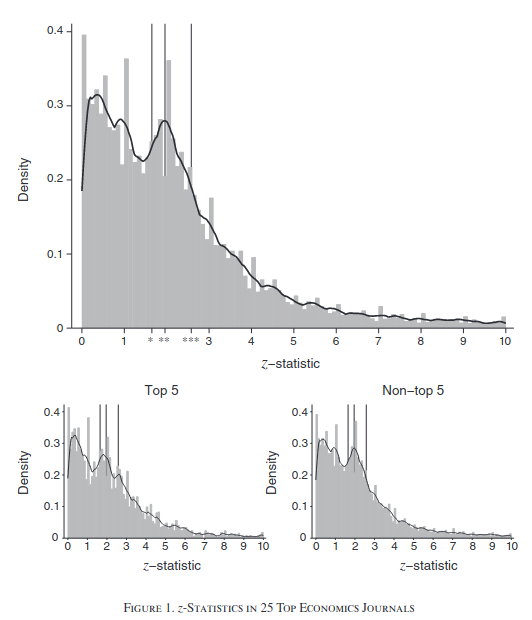 0.4
0.3
0.2
0.1
0
Density
0 1 * ** *** 3 4 5 6 7 8 9 10
z–statistic
Top 5
0.4
0.3
0.2
0.1
0
Density
0 1 2 3 4 5 6 7 8 9 10
z–statistic
Non–top 5
0.4
0.3
0.2
0.1
0
Density
0 1 2 3 4 5 6 7 8 9 10
z–statistic
Figure 1. z-Statistics in 25 Top Economics Journals